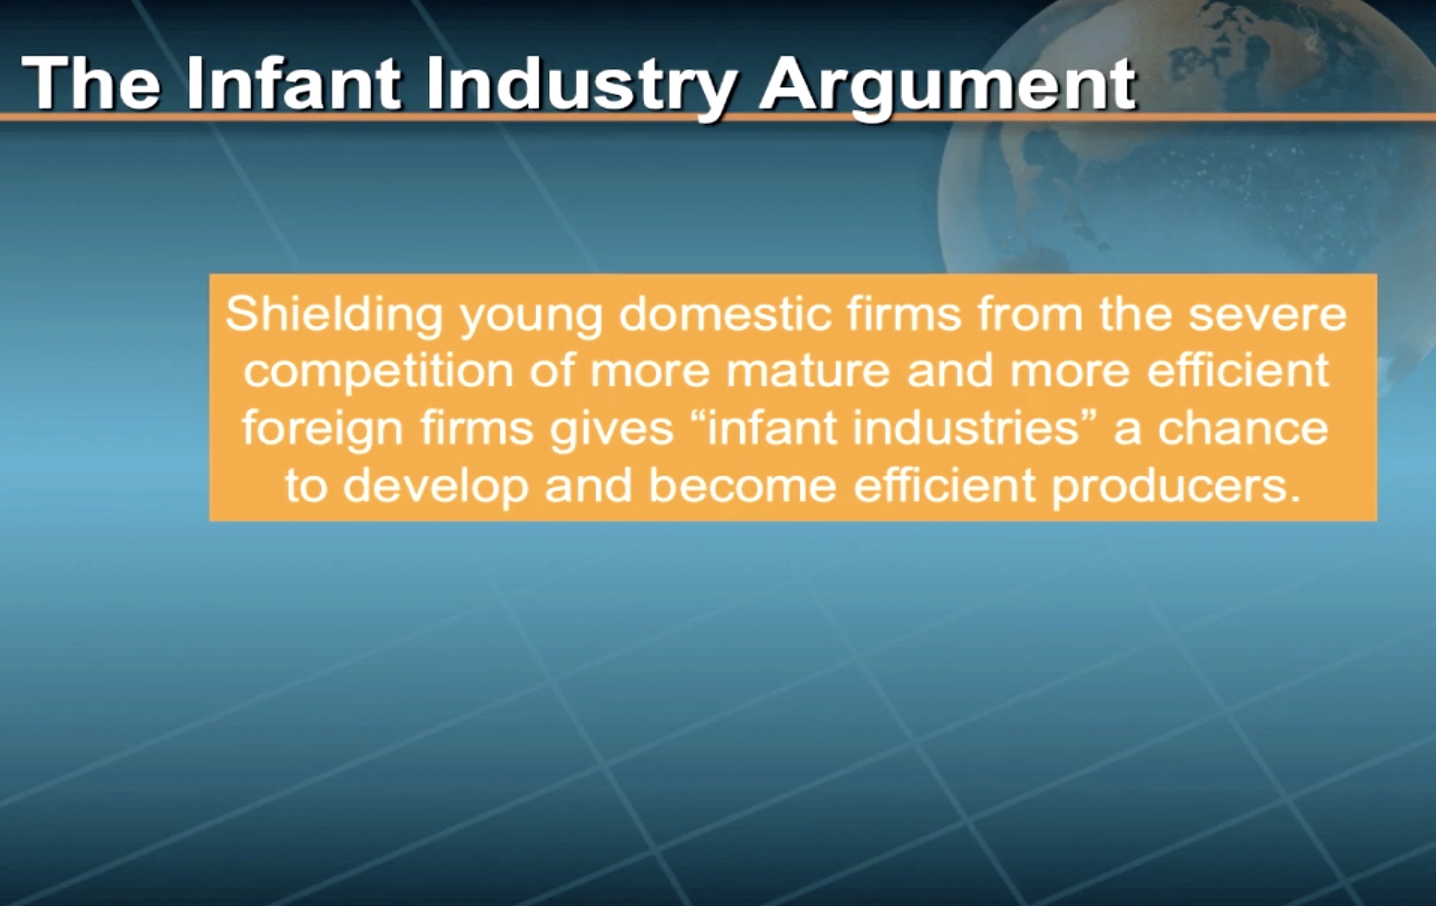 The Infant Industry Argument
Shielding young domestic firms from the severe
competition of more mature and more efficient
foreign firms gives “infant industries” a chance
to develop and become efficient producers.